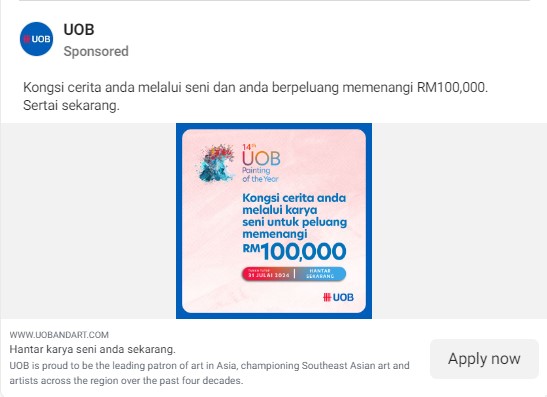 UOB
UOB
Sponsored
Kongsi cerita anda melalui seni dan anda berpeluang memenangi RM100,000.
Sertai sekarang.
14th
UOB
Painting
of the Year
Kongsi cerita anda
melalui karya
seni untuk peluang
memenangi
RM100,000
31 JULAI 2024 | HANTAR SEKARANG
UOB
WWW.UOBANDART.COM
Hantar karya seni anda sekarang.
UOB is proud to be the leading patron of art in Asia, championing Southeast Asian art and
artists across the region over the past four decades.
Apply now